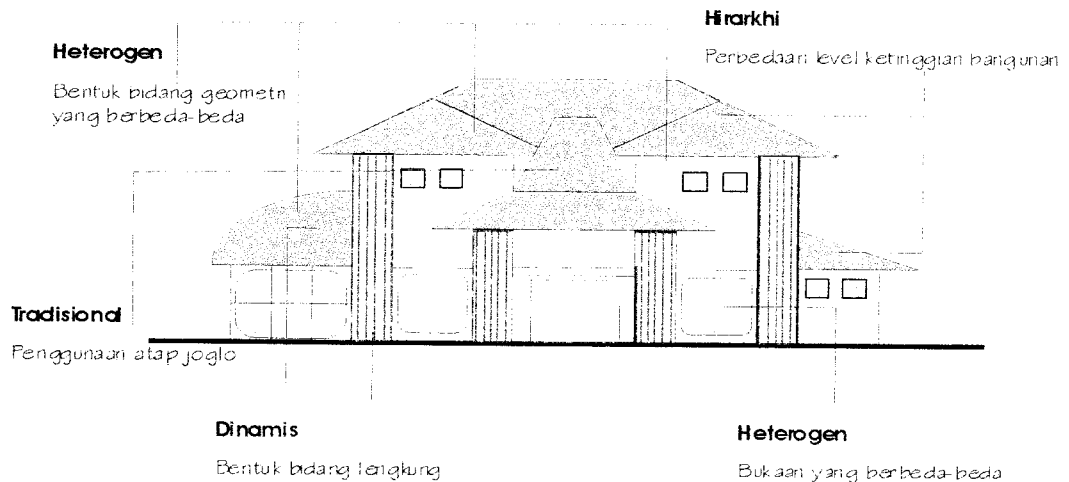 Hirarkhi
Perbedaan level ketinggian bangunan
Heterogen
Bentuk bidang geometri
yang berbeda-beda
Tradisional
Penggunaan atap joglo
Dinamis
Bentuk bidang lengkung
Heterogen
Bukaan yang berbeda-beda